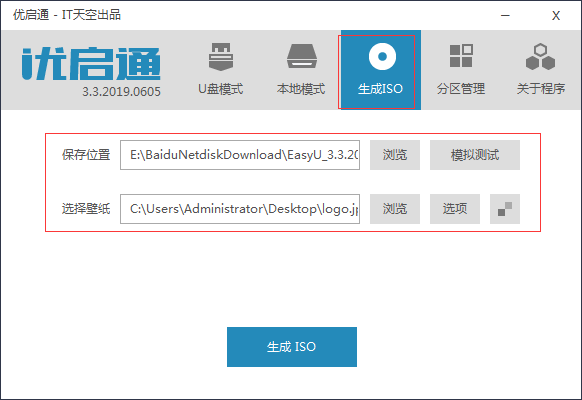 优启通 - IT天空出品
优启通
3.3.2019.0605
U盘模式
本地模式
生成ISO
分区管理
关于程序
保存位置 E:\BaiduNetdiskDownload\EasyU_3.3.20 浏览 模拟测试
选择壁纸 C:\Users\Administrator\Desktop\logo.jp 浏览 选项
生成 ISO